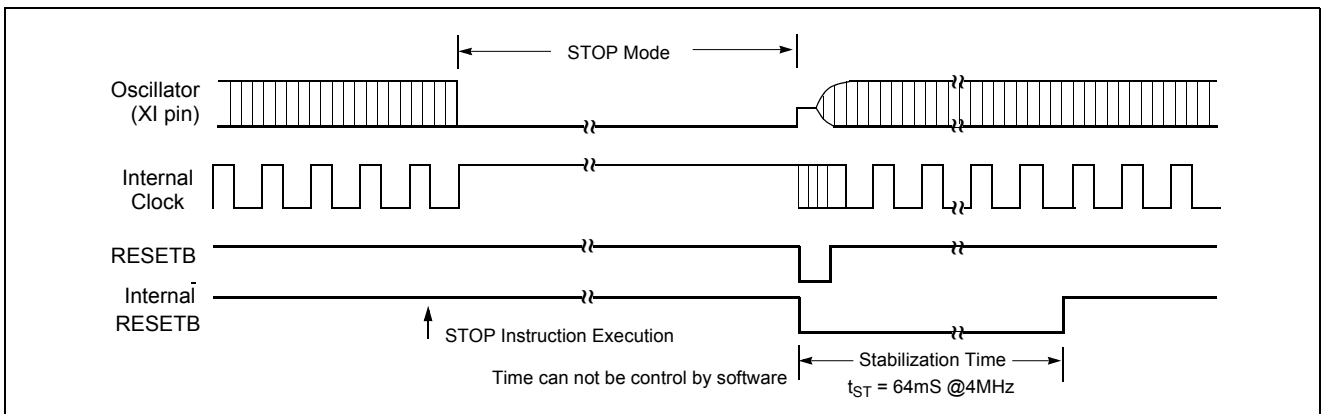 STOP Mode
Oscillator
(XI pin)
Internal
Clock
RESETB
Internal
RESETB
STOP Instruction Execution
Time can not be control by software
Stabilization Time
tST = 64mS @4MHz